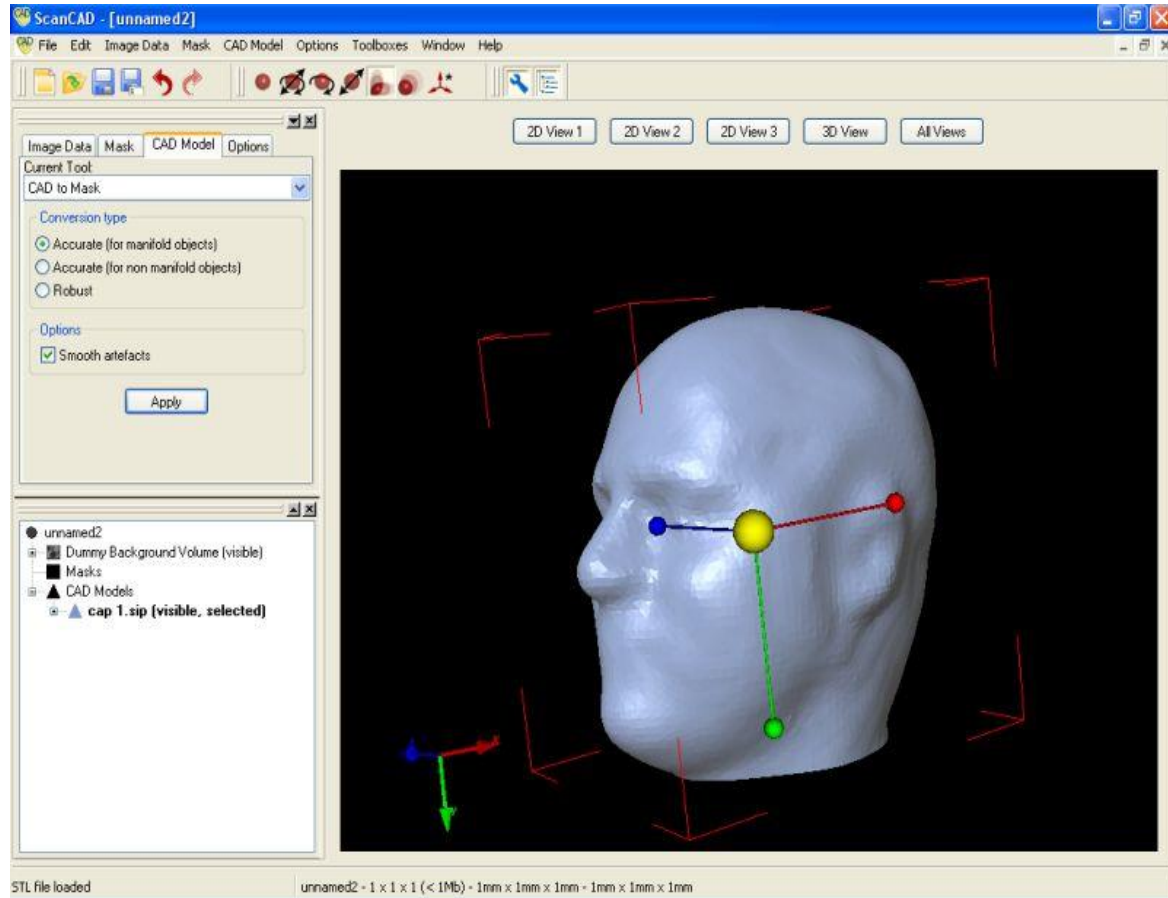 ScanCAD - [unnamed2]
File Edit Image Data Mask CAD Model Options Toolboxes Window Help
2D View 1 2D View 2 2D View 3 3D View All Views
Image Data Mask CAD Model Options
Current Tool:
CAD to Mask
Conversion type
Accurate (for manifold objects)
Accurate (for non manifold objects)
Robust
Options
Smooth artefacts
Apply
unnamed2
Dummy Background Volume (visible)
Masks
CAD Models
cap 1.sip (visible, selected)
STL file loaded unnamed2 - 1 x 1 x 1 (< 1Mb) - 1mm x 1mm x 1mm - 1mm x 1mm x 1mm